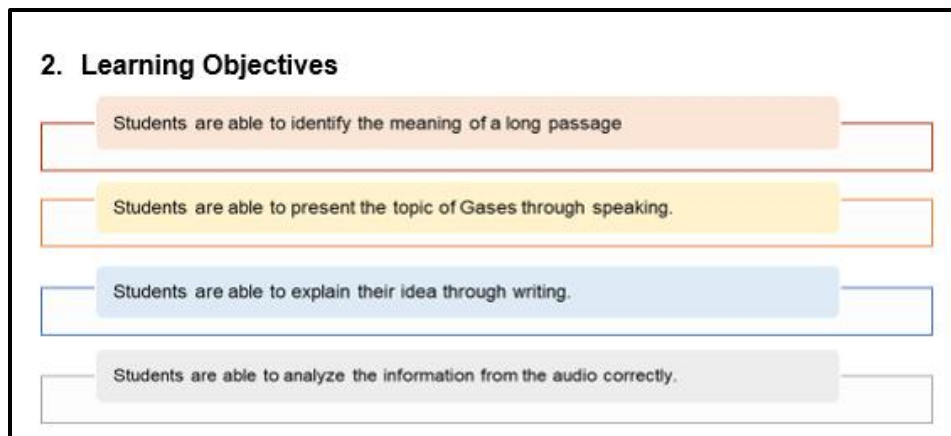 2. Learning Objectives
Students are able to identify the meaning of a long passage
Students are able to present the topic of Gases through speaking.
Students are able to explain their idea through writing.
Students are able to analyze the information from the audio correctly.